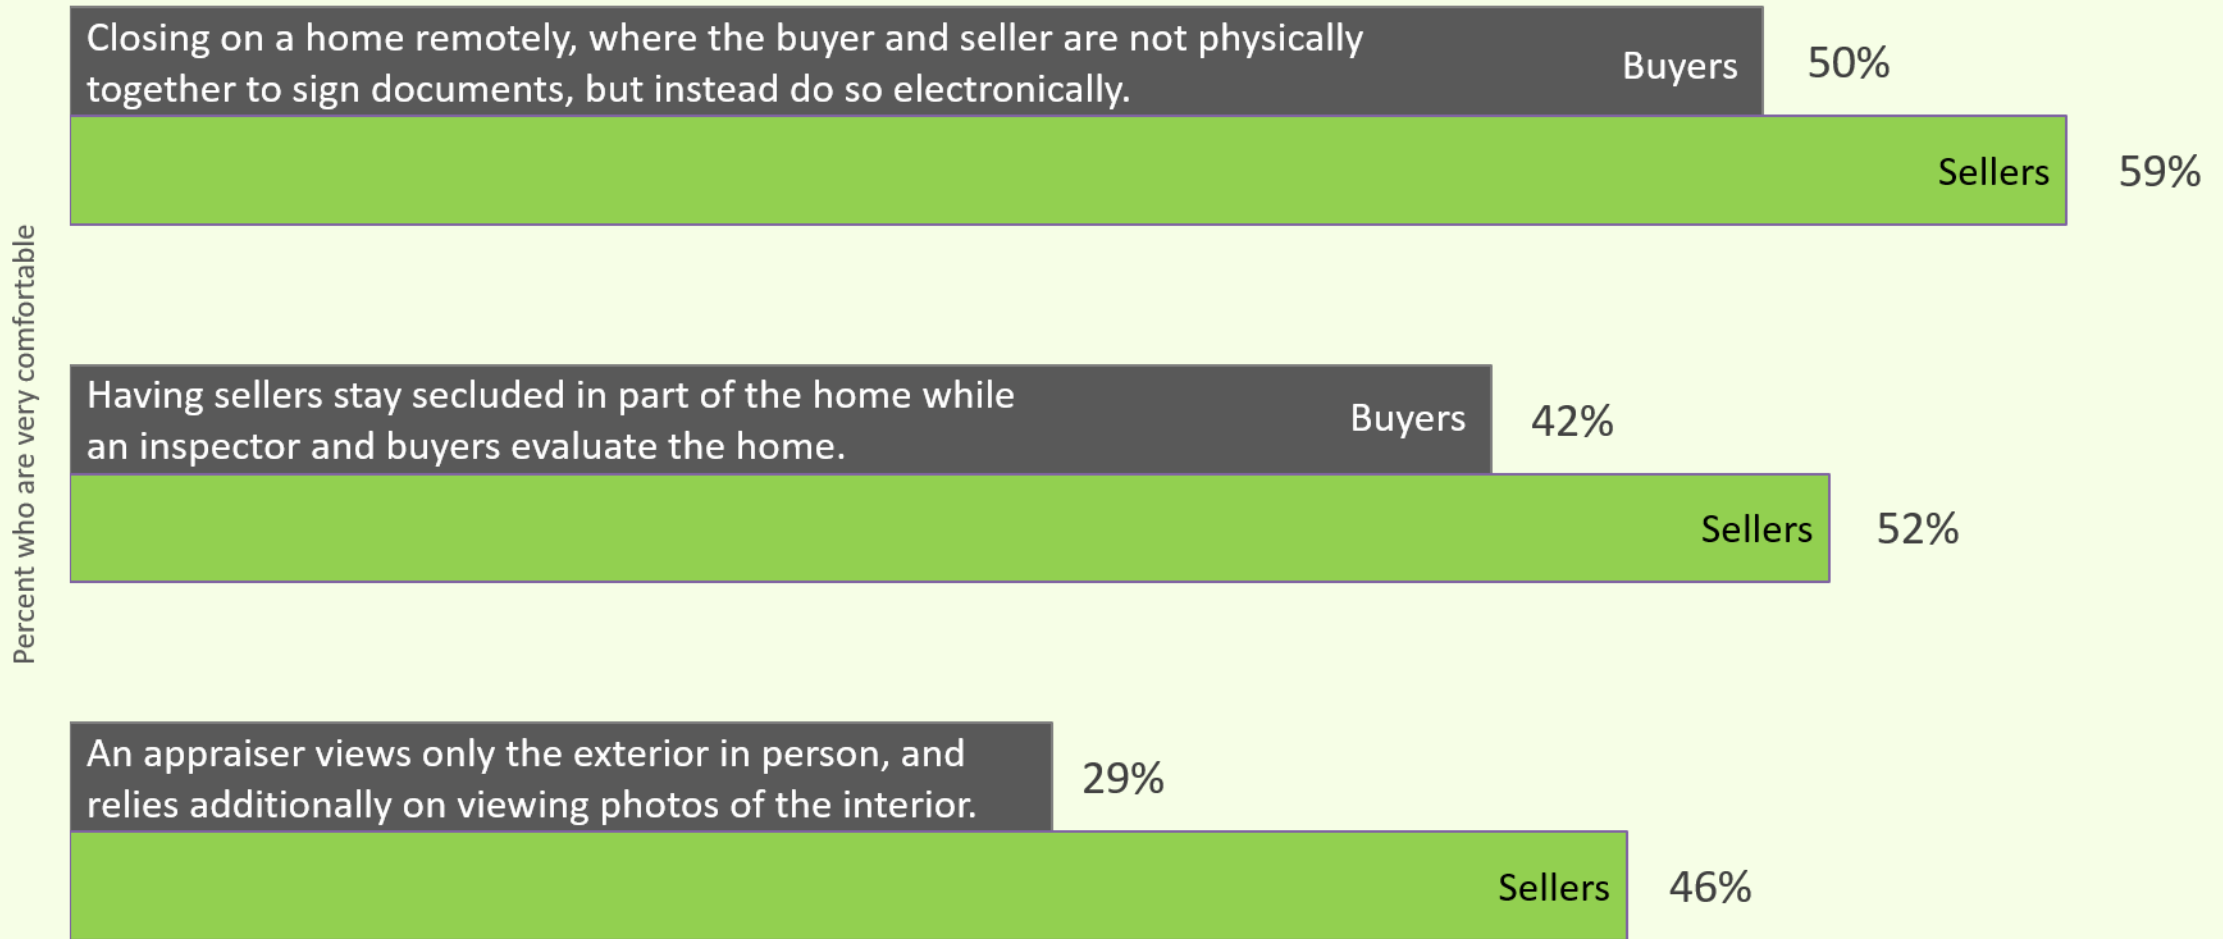 Closing on a home remotely, where the buyer and seller are not physically
together to sign documents, but instead do so electronically.
Buyers
50%
Sellers
59%
Percent who are very comfortable
Having sellers stay secluded in part of the home while
an inspector and buyers evaluate the home.
Buyers
42%
Sellers
52%
An appraiser views only the exterior in person, and
relies additionally on viewing photos of the interior.
29%
Sellers
46%